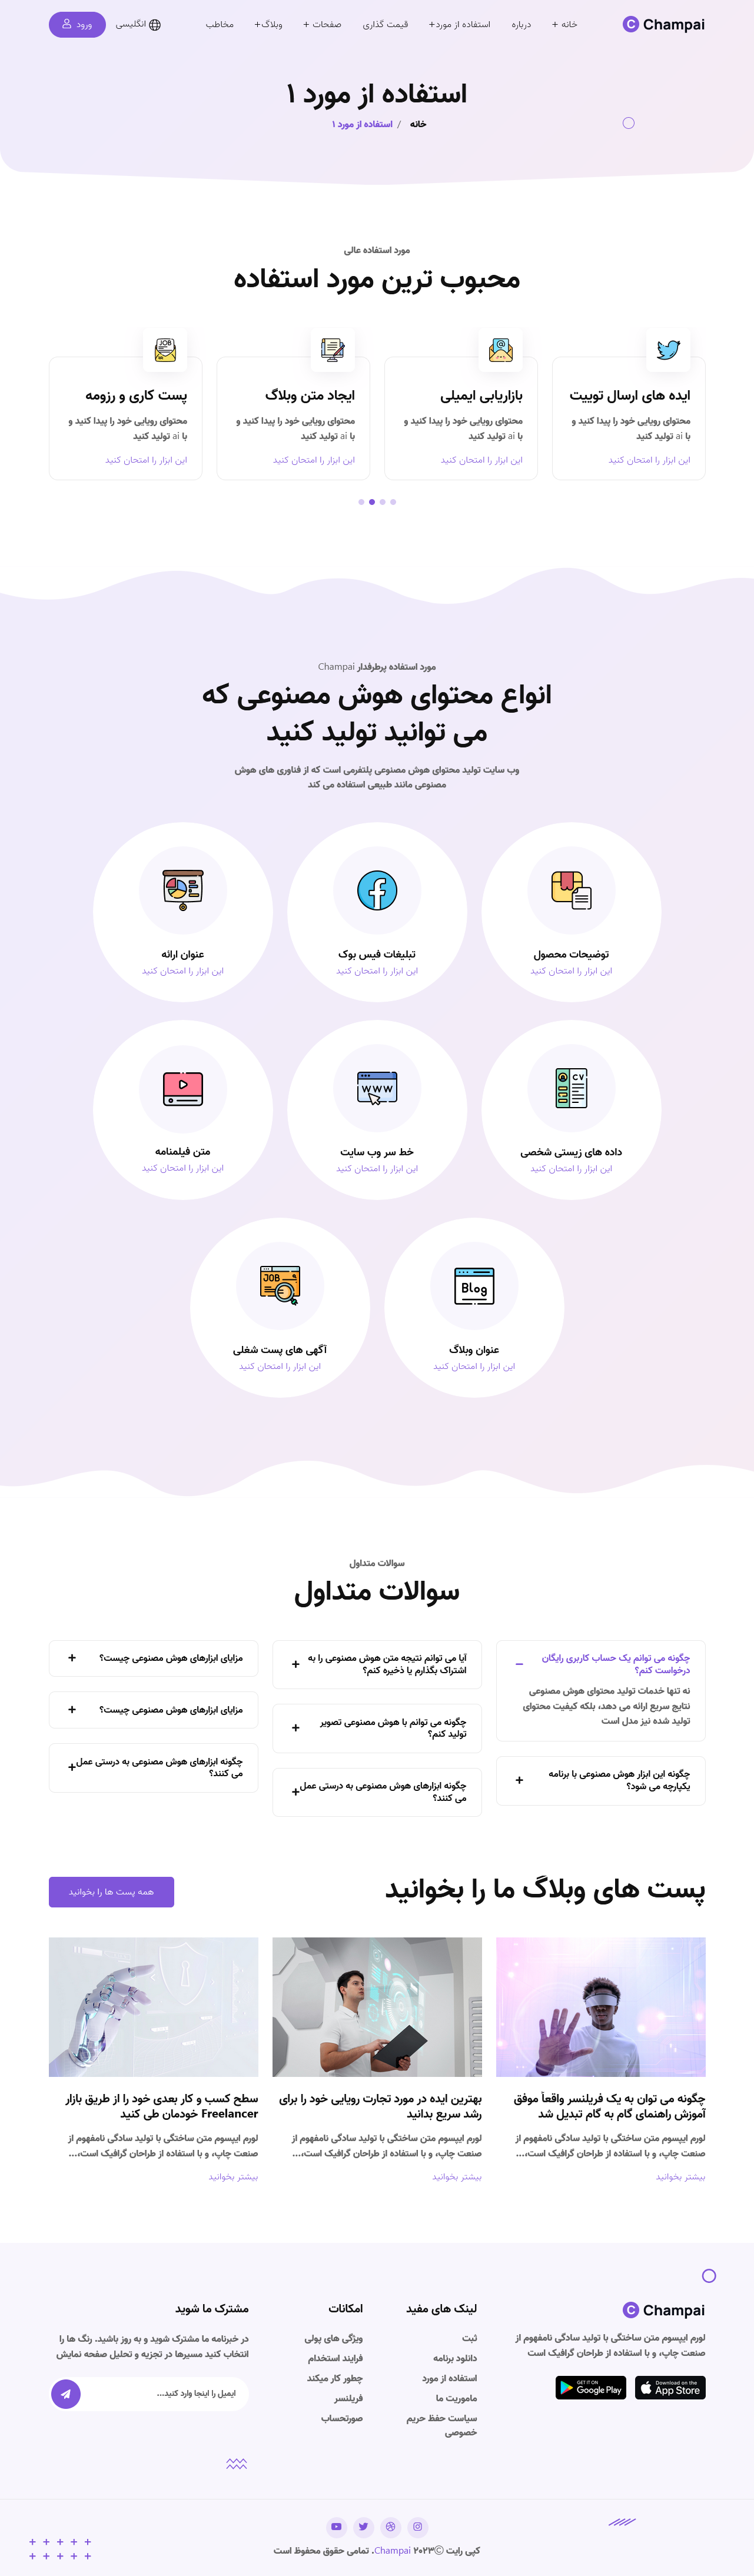 Champai
خانه +
درباره
استفاده از مورد+
قیمت گذاری
صفحات +
وبلاگ+
مخاطب
انگلیسی
ورود
استفاده از مورد ۱
خانه / استفاده از مورد ۱
مورد استفاده عالی
محبوب ترین مورد استفاده
ایده های ارسال توییت
محتوای رویایی خود را پیدا کنید و
با ai تولید کنید
این ابزار را امتحان کنید
بازاریابی ایمیلی
محتوای رویایی خود را پیدا کنید و
با ai تولید کنید
این ابزار را امتحان کنید
ایجاد متن وبلاگ
محتوای رویایی خود را پیدا کنید و
با ai تولید کنید
این ابزار را امتحان کنید
JOB
پست کاری و رزومه
محتوای رویایی خود را پیدا کنید و
با ai تولید کنید
این ابزار را امتحان کنید
مورد استفاده پرطرفدار Champai
انواع محتوای هوش مصنوعی که
می توانید تولید کنید
وب سایت تولید محتوای هوش مصنوعی پلتفرمی است که از فناوری های هوش
مصنوعی مانند طبیعی استفاده می کند
توضیحات محصول
این ابزار را امتحان کنید
تبلیغات فیس بوک
این ابزار را امتحان کنید
عنوان ارائه
این ابزار را امتحان کنید
CV
داده های زیستی شخصی
این ابزار را امتحان کنید
WWW
خط سر وب سایت
این ابزار را امتحان کنید
متن فیلمنامه
این ابزار را امتحان کنید
Blog
عنوان وبلاگ
این ابزار را امتحان کنید
JOB
آگهی های پست شغلی
این ابزار را امتحان کنید
سوالات متداول
سوالات متداول
چگونه می توانم یک حساب کاربری رایگان
درخواست کنم؟
نه تنها خدمات تولید محتوای هوش مصنوعی
نتایج سریع ارائه می دهد، بلکه کیفیت محتوای
تولید شده نیز مدل است
چگونه این ابزار هوش مصنوعی با برنامه
یکپارچه می شود؟
آیا می توانم نتیجه متن هوش مصنوعی را به
اشتراک بگذارم یا ذخیره کنم؟
چگونه می توانم با هوش مصنوعی تصویر
تولید کنم؟
چگونه ابزارهای هوش مصنوعی به درستی عمل
می کنند؟
مزایای ابزارهای هوش مصنوعی چیست؟
مزایای ابزارهای هوش مصنوعی چیست؟
چگونه ابزارهای هوش مصنوعی به درستی عمل
می کنند؟
پست های وبلاگ ما را بخوانید
همه پست ها را بخوانید
چگونه می توان به یک فریلنسر واقعاً موفق
آموزش راهنمای گام به گام تبدیل شد
لورم ایپسوم متن ساختگی با تولید سادگی نامفهوم از
صنعت چاپ، و با استفاده از طراحان گرافیک است،...
بیشتر بخوانید
بهترین ایده در مورد تجارت رویایی خود را برای
رشد سریع بدانید
لورم ایپسوم متن ساختگی با تولید سادگی نامفهوم از
صنعت چاپ، و با استفاده از طراحان گرافیک است،...
بیشتر بخوانید
سطح کسب و کار بعدی خود را از طریق بازار
Freelancer خودمان طی کنید
لورم ایپسوم متن ساختگی با تولید سادگی نامفهوم از
صنعت چاپ، و با استفاده از طراحان گرافیک است،...
بیشتر بخوانید
Champai
لورم ایپسوم متن ساختگی با تولید سادگی نامفهوم از
صنعت چاپ، و با استفاده از طراحان گرافیک است
Download on the
App Store
GET IT ON
Google Play
لینک های مفید
ثبت
دانلود برنامه
استفاده از مورد
ماموریت ما
سیاست حفظ حریم
خصوصی
امکانات
ویژگی های پولی
فرایند استخدام
چطور کار میکند
فریلنسر
صورتحساب
مشترک ما شوید
در خبرنامه ما مشترک شوید و به روز باشید. رنگ ها را
انتخاب کنید مسیرها در تجزیه و تحلیل صفحه نمایش
ایمیل را اینجا وارد کنید...
کپی رایت ©۲۰۲۳ Champai. تمامی حقوق محفوظ است